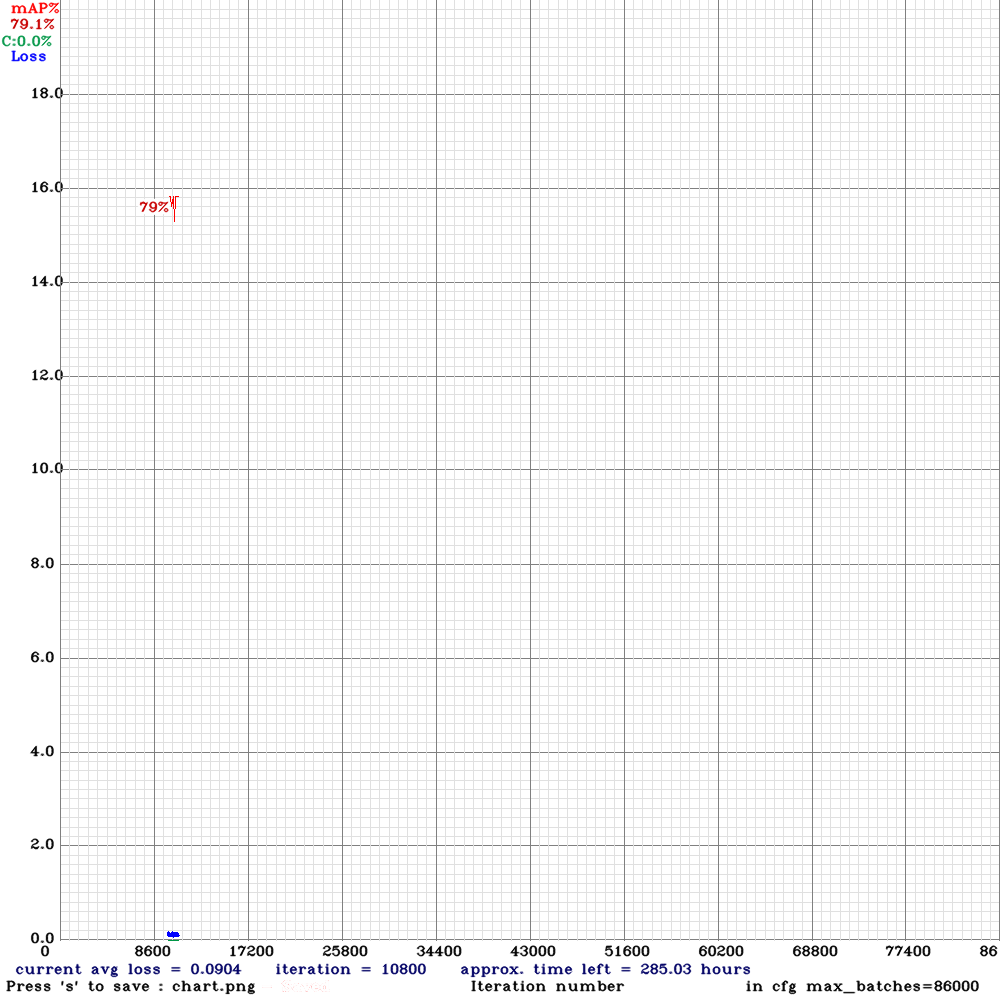 mAP%
79.1%
C:0.0%
Loss
18.0
16.0
79%
14.0
12.0
10.0
8.0
6.0
4.0
2.0
0.0
0 8600 17200 25800 34400 43000 51600 60200 68800 77400 86
current avg loss = 0.0904 iteration = 10800 approx. time left = 285.03 hours
Press 's' to save : chart.png Iteration number in cfg max_batches=86000